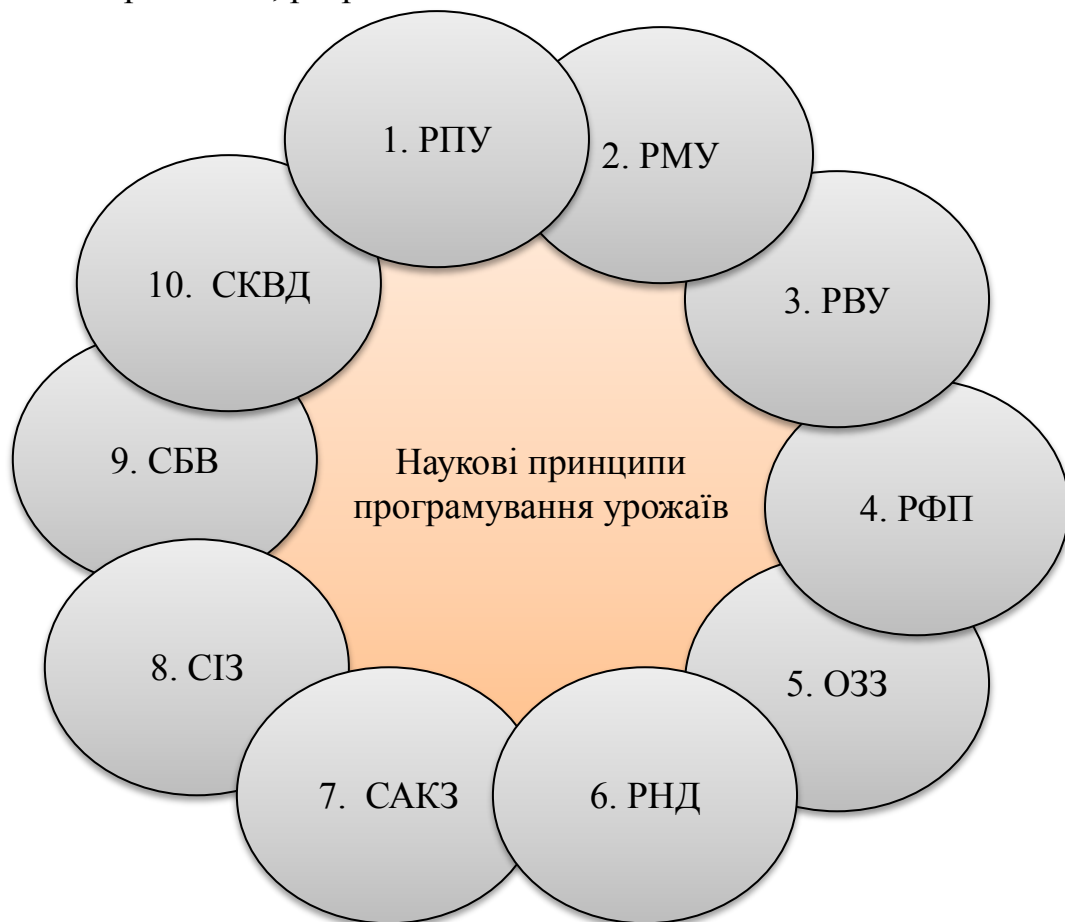 1. РПУ
2. РМУ
3. РВУ
4. РФП
5. ОЗЗ
6. РНД
7. САКЗ
8. СІЗ
9. СБВ
10. СКВД
Наукові принципи
програмування урожаїв